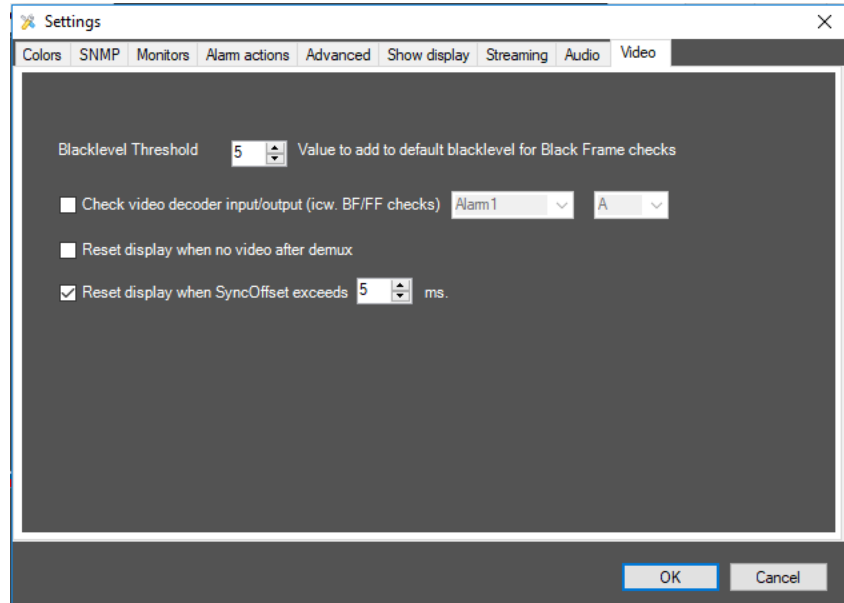 Settings
Colors SNMP Monitors Alarm actions Advanced Show display Streaming Audio Video
Blacklevel Threshold 5 Value to add to default blacklevel for Black Frame checks
Check video decoder input/output (icw. BF/FF checks) Alarm1 A
Reset display when no video after demux
Reset display when SyncOffset exceeds 5 ms.
OK Cancel